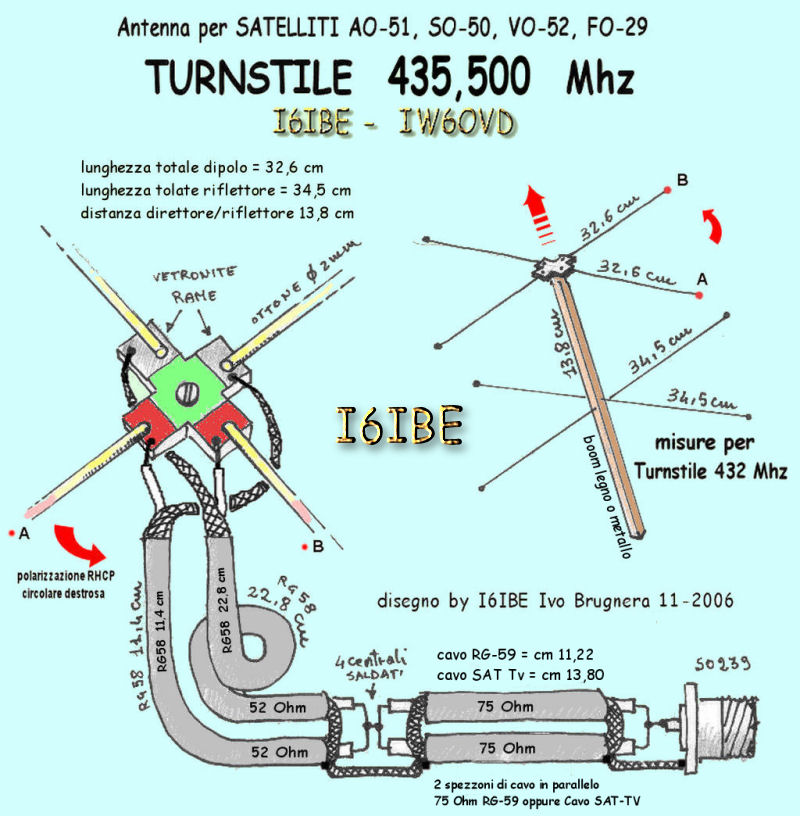 Antenna per SATELLITI AO-51, SO-50, VO-52, FO-29
TURNSTILE 435,500 Mhz
I6IBE - IW6OVD
lunghezza totale dipolo = 32,6 cm
lunghezza tolate riflettore = 34,5 cm
distanza direttore/riflettore 13,8 cm
VETRONITE
RAME
OTTONE Ø 2mm
B
32,6 cm
32,6 cm
A
13,8 cm
34,5 cm
34,5 cm
I6IBE
misure per
Turnstile 432 Mhz
boom legno o metallo
A
B
polarizzazione RHCP
circolare destrosa
RG58 11,4 cm
RG58 11,4 cm
RG58 22,8 cm
RG58
22,8 cm
disegno by I6IBE Ivo Brugnera 11-2006
4 centrali
SALDATI
cavo RG-59 = cm 11,22
cavo SAT Tv = cm 13,80
SO239
52 Ohm
75 Ohm
52 Ohm
75 Ohm
2 spezzoni di cavo in parallelo
75 Ohm RG-59 oppure Cavo SAT-TV